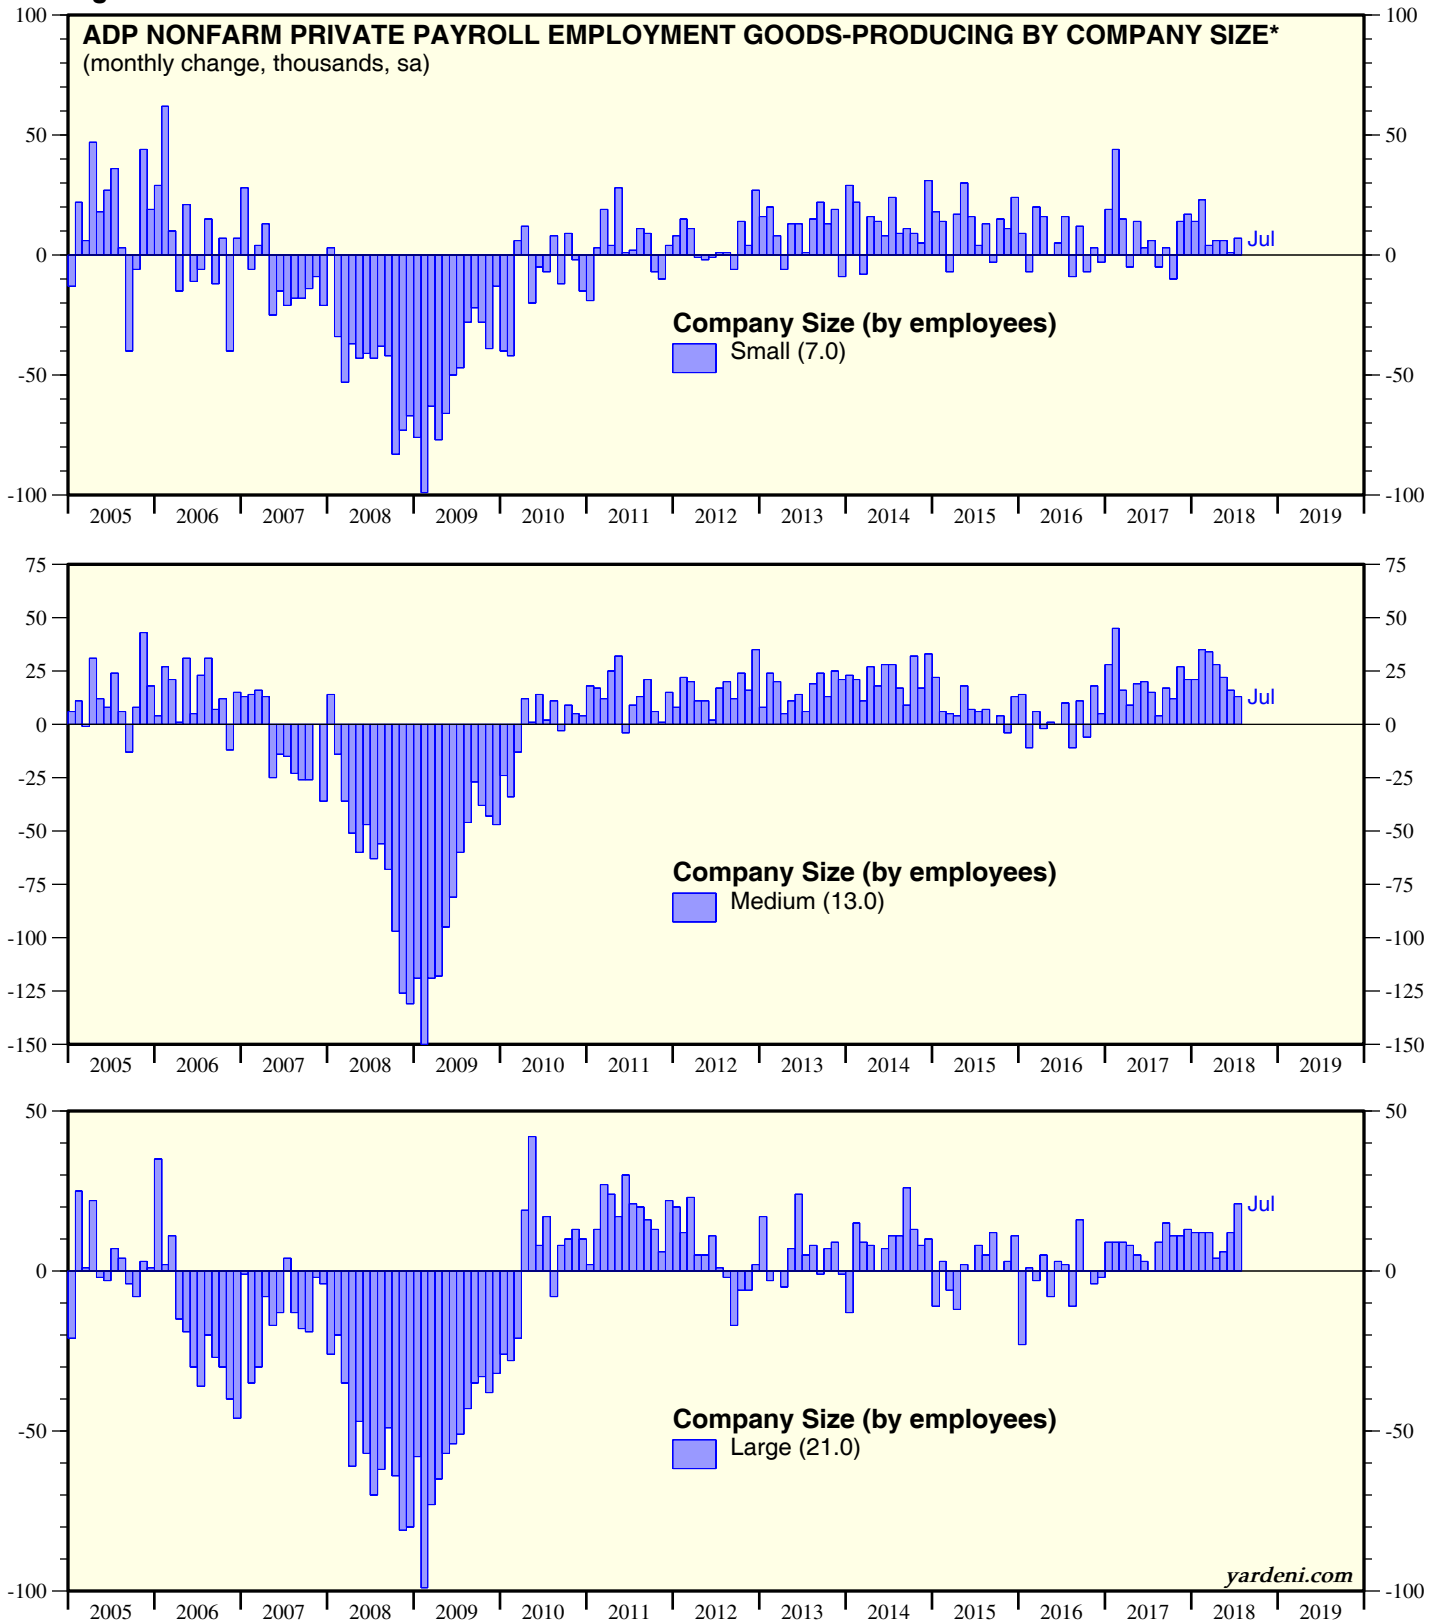 ADP NONFARM PRIVATE PAYROLL EMPLOYMENT GOODS-PRODUCING BY COMPANY SIZE*
(monthly change, thousands, sa)
100 100
50 50
0 0
-50 -50
-100 -100
Jul
Company Size (by employees)
Small (7.0)
2005 2006 2007 2008 2009 2010 2011 2012 2013 2014 2015 2016 2017 2018 2019
75 75
50 50
25 25
0 0
-25 -25
-50 -50
-75 -75
-100 -100
-125 -125
-150 -150
Jul
Company Size (by employees)
Medium (13.0)
2005 2006 2007 2008 2009 2010 2011 2012 2013 2014 2015 2016 2017 2018 2019
50 50
0 0
-50 -50
-100 -100
Jul
Company Size (by employees)
Large (21.0)
yardeni.com
2005 2006 2007 2008 2009 2010 2011 2012 2013 2014 2015 2016 2017 2018 2019